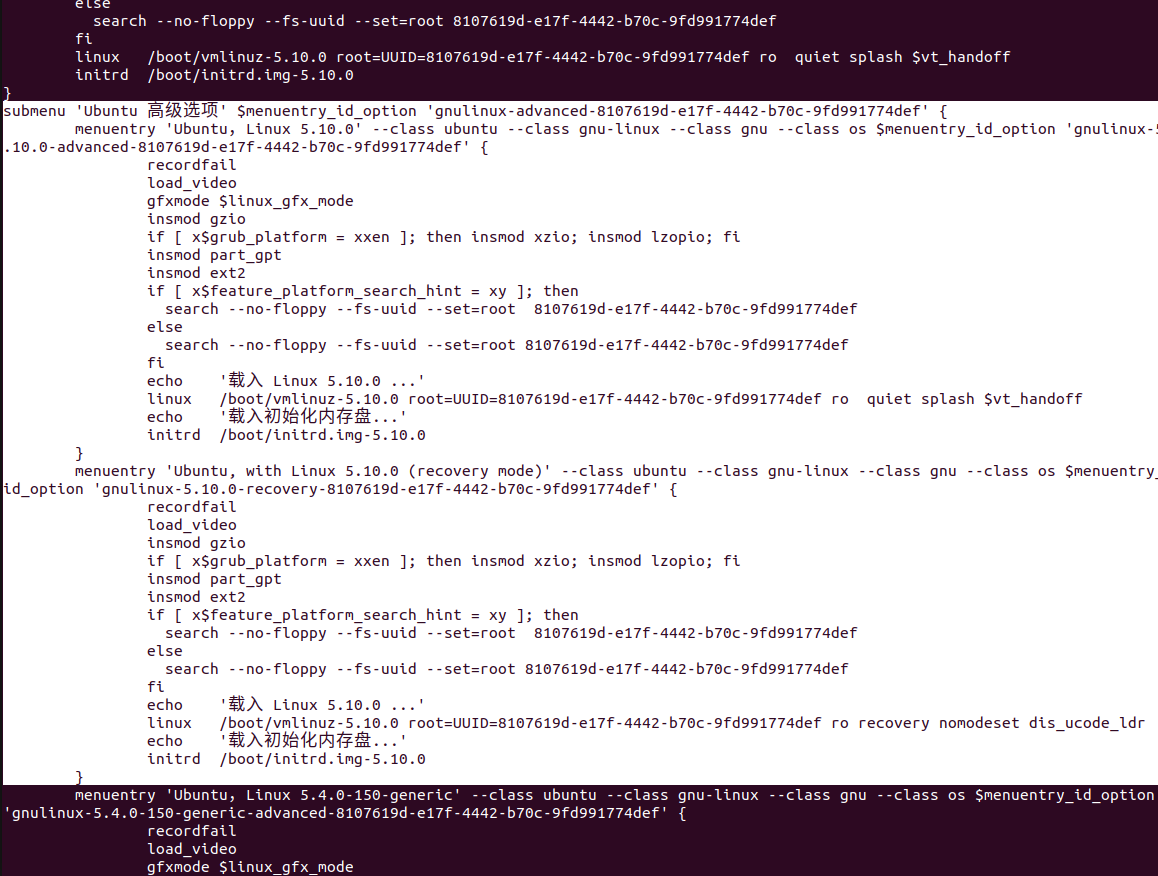 else
search --no-floppy --fs-uuid --set=root 8107619d-e17f-4442-b70c-9fd991774def
fi
linux /boot/vmlinuz-5.10.0 root=UUID=8107619d-e17f-4442-b70c-9fd991774def ro quiet splash $vt_handoff
initrd /boot/initrd.img-5.10.0
}
submenu 'Ubuntu 高级选项' $menuentry_id_option 'gnulinux-advanced-8107619d-e17f-4442-b70c-9fd991774def' {
menuentry 'Ubuntu，Linux 5.10.0' --class ubuntu --class gnu-linux --class gnu --class os $menuentry_id_option 'gnulinux-5
.10.0-advanced-8107619d-e17f-4442-b70c-9fd991774def' {
recordfail
load_video
gfxmode $linux_gfx_mode
insmod gzio
if [ x$grub_platform = xxen ]; then insmod xzio; insmod lzopio; fi
insmod part_gpt
insmod ext2
if [ x$feature_platform_search_hint = xy ]; then
search --no-floppy --fs-uuid --set=root 8107619d-e17f-4442-b70c-9fd991774def
else
search --no-floppy --fs-uuid --set=root 8107619d-e17f-4442-b70c-9fd991774def
fi
echo '载入 Linux 5.10.0 ...'
linux /boot/vmlinuz-5.10.0 root=UUID=8107619d-e17f-4442-b70c-9fd991774def ro quiet splash $vt_handoff
echo '载入初始化内存盘...'
initrd /boot/initrd.img-5.10.0
}
menuentry 'Ubuntu, with Linux 5.10.0 (recovery mode)' --class ubuntu --class gnu-linux --class gnu --class os $menuentry_
id_option 'gnulinux-5.10.0-recovery-8107619d-e17f-4442-b70c-9fd991774def' {
recordfail
load_video
insmod gzio
if [ x$grub_platform = xxen ]; then insmod xzio; insmod lzopio; fi
insmod part_gpt
insmod ext2
if [ x$feature_platform_search_hint = xy ]; then
search --no-floppy --fs-uuid --set=root 8107619d-e17f-4442-b70c-9fd991774def
else
search --no-floppy --fs-uuid --set=root 8107619d-e17f-4442-b70c-9fd991774def
fi
echo '载入 Linux 5.10.0 ...'
linux /boot/vmlinuz-5.10.0 root=UUID=8107619d-e17f-4442-b70c-9fd991774def ro recovery nomodeset dis_ucode_ldr
echo '载入初始化内存盘...'
initrd /boot/initrd.img-5.10.0
}
menuentry 'Ubuntu，Linux 5.4.0-150-generic' --class ubuntu --class gnu-linux --class gnu --class os $menuentry_id_option
'gnulinux-5.4.0-150-generic-advanced-8107619d-e17f-4442-b70c-9fd991774def' {
recordfail
load_video
gfxmode $linux_gfx_mode